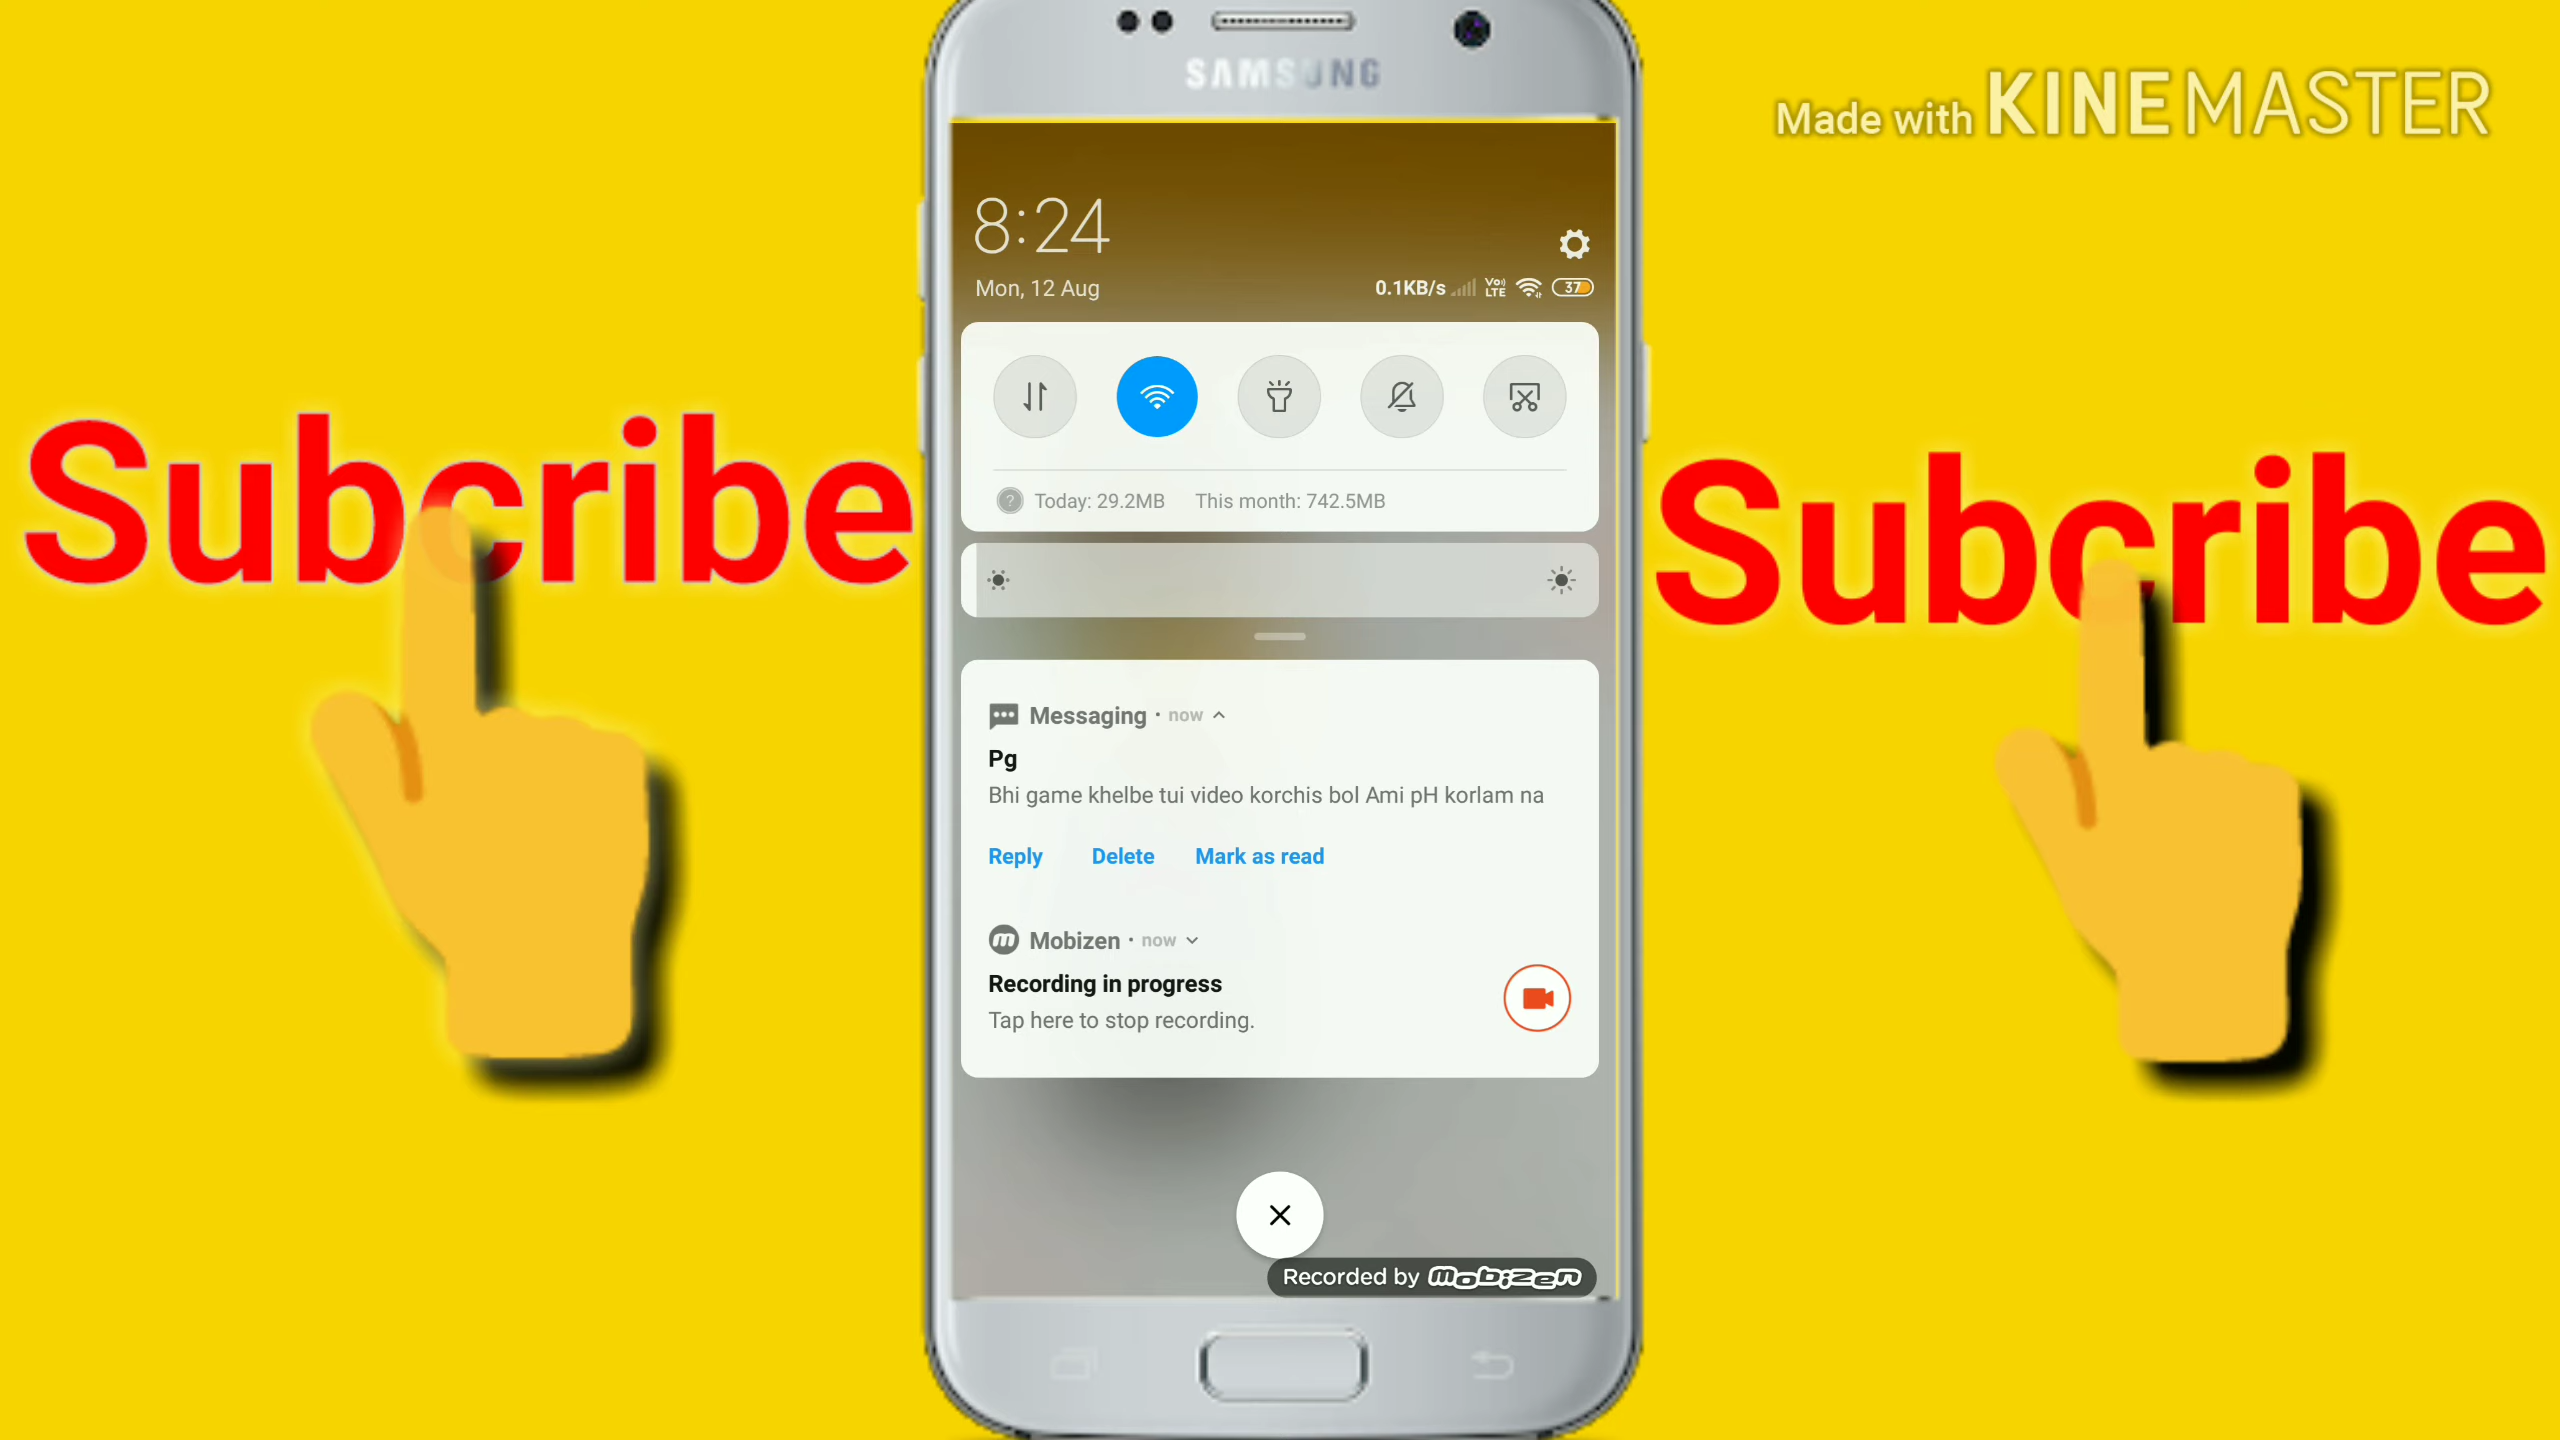 SAMSUNG
Made with KINEMASTER
8:24
Mon, 12 Aug
0.1KB/s Vo)) LTE 37
Subcribe
Subcribe
Today: 29.2MB This month: 742.5MB
Messaging · now
Pg
Bhi game khelbe tui video korchis bol Ami pH korlam na
Reply Delete Mark as read
Mobizen · now
Recording in progress
Tap here to stop recording.
Recorded by mobizen